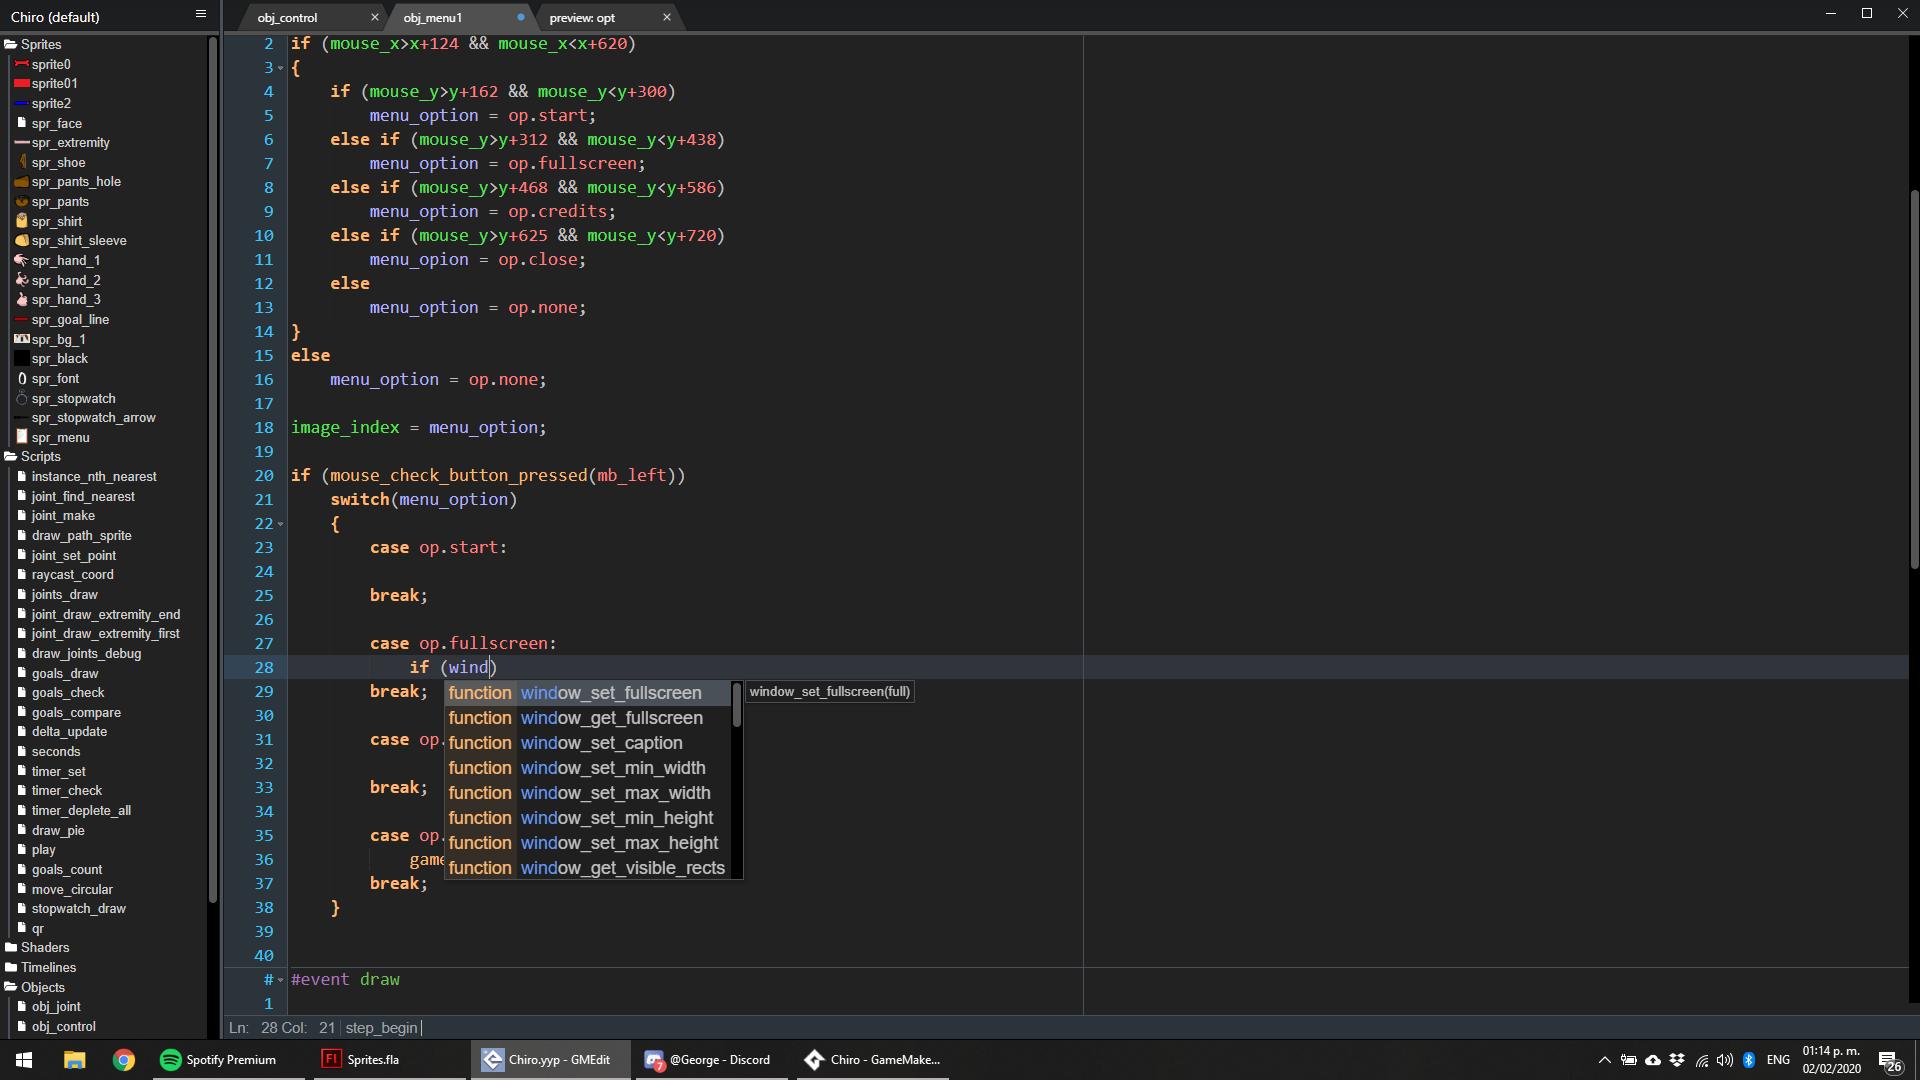 Chiro (default)
obj_control ×
obj_menu1
preview: opt ×
Sprites
sprite0
sprite01
sprite2
spr_face
spr_extremity
spr_shoe
spr_pants_hole
spr_pants
spr_shirt
spr_shirt_sleeve
spr_hand_1
spr_hand_2
spr_hand_3
spr_goal_line
spr_bg_1
spr_black
spr_font
spr_stopwatch
spr_stopwatch_arrow
spr_menu
Scripts
instance_nth_nearest
joint_find_nearest
joint_make
draw_path_sprite
joint_set_point
raycast_coord
joints_draw
joint_draw_extremity_end
joint_draw_extremity_first
draw_joints_debug
goals_draw
goals_check
goals_compare
delta_update
seconds
timer_set
timer_check
timer_deplete_all
draw_pie
play
goals_count
move_circular
stopwatch_draw
qr
Shaders
Timelines
Objects
obj_joint
obj_control
2 if (mouse_x>x+124 && mouse_x<x+620)
3 {
4 if (mouse_y>y+162 && mouse_y<y+300)
5 menu_option = op.start;
6 else if (mouse_y>y+312 && mouse_y<y+438)
7 menu_option = op.fullscreen;
8 else if (mouse_y>y+468 && mouse_y<y+586)
9 menu_option = op.credits;
10 else if (mouse_y>y+625 && mouse_y<y+720)
11 menu_opion = op.close;
12 else
13 menu_option = op.none;
14 }
15 else
16 menu_option = op.none;
17
18 image_index = menu_option;
19
20 if (mouse_check_button_pressed(mb_left))
21 switch(menu_option)
22 {
23 case op.start:
24
25 break;
26
27 case op.fullscreen:
28 if (wind)
29 break;
30
31 case op.
32
33 break;
34
35 case op.
36 game
37 break;
38 }
39
40
# #event draw
1
function window_set_fullscreen
function window_get_fullscreen
function window_set_caption
function window_set_min_width
function window_set_max_width
function window_set_min_height
function window_set_max_height
function window_get_visible_rects
window_set_fullscreen(full)
Ln: 28 Col: 21 step_begin
Spotify Premium
Fl Sprites.fla
Chiro.yyp - GMEdit
7 @George - Discord
Chiro - GameMake...
ENG
01:14 p. m.
02/02/2020
26